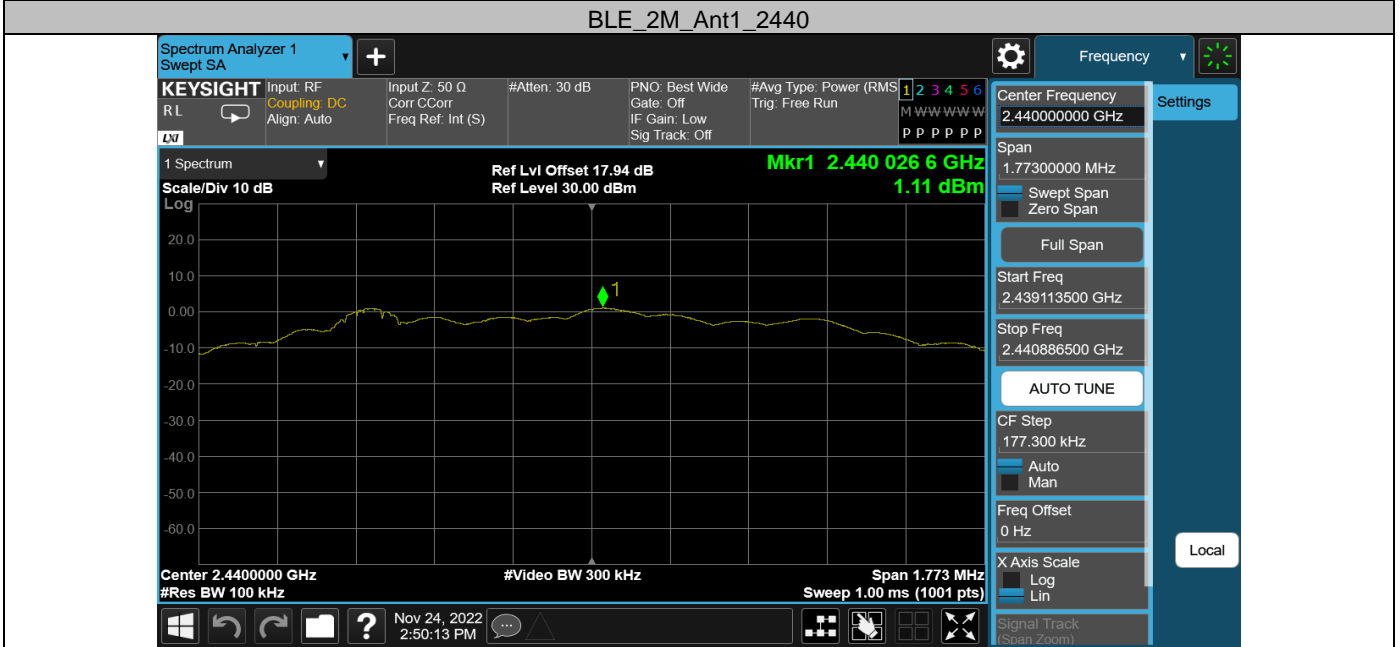 BLE_2M_Ant1_2440
Spectrum Analyzer 1
Swept SA
+
Frequency
KEYSIGHT
RL
LXI
Input: RF
Coupling: DC
Align: Auto
Input Z: 50 Ω
Corr CCorr
Freq Ref: Int (S)
#Atten: 30 dB
PNO: Best Wide
Gate: Off
IF Gain: Low
Sig Track: Off
#Avg Type: Power (RMS
Trig: Free Run
1 2 3 4 5 6
M W W W W W
P P P P P P
1 Spectrum
Scale/Div 10 dB
Ref Lvl Offset 17.94 dB
Ref Level 30.00 dBm
Mkr1 2.440 026 6 GHz
1.11 dBm
Log
20.0
10.0
0.00
-10.0
-20.0
-30.0
-40.0
-50.0
-60.0
1
Center 2.4400000 GHz
#Res BW 100 kHz
#Video BW 300 kHz
Span 1.773 MHz
Sweep 1.00 ms (1001 pts)
Center Frequency
2.440000000 GHz
Settings
Span
1.77300000 MHz
Swept Span
Zero Span
Full Span
Start Freq
2.439113500 GHz
Stop Freq
2.440886500 GHz
AUTO TUNE
CF Step
177.300 kHz
Auto
Man
Freq Offset
0 Hz
X Axis Scale
Log
Lin
Signal Track
(Span Zoom)
Local
?
Nov 24, 2022
2:50:13 PM